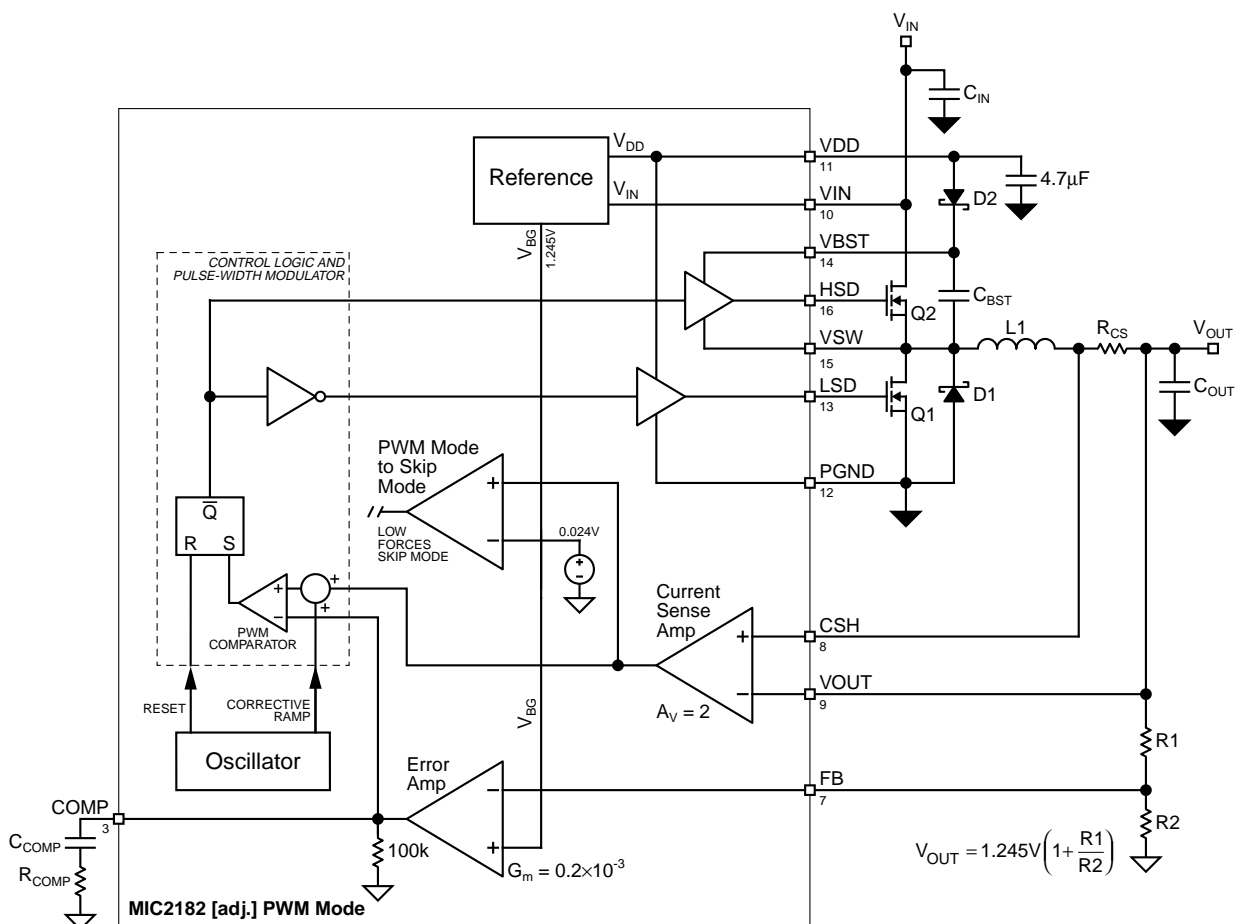 VIN
CIN
VDD
VDD
11
4.7µF
Reference
VIN
VIN
10
D2
VBG
1.245V
VBST
14
CONTROL LOGIC AND
PULSE-WIDTH MODULATOR
HSD
16
Q2
CBST
VSW
15
L1
RCS
VOUT
LSD
13
Q1
D1
COUT
PWM Mode
to Skip
Mode
+
−
LOW
FORCES
SKIP MODE
0.024V
+
−
PGND
12
Q̅
R S
+
−
+
+
PWM
COMPARATOR
Current
Sense
Amp
+
−
AV = 2
CSH
8
VOUT
9
RESET
CORRECTIVE
RAMP
VBG
Oscillator
R1
Error
Amp
−
+
FB
7
COMP
3
R2
CCOMP
RCOMP
100k
Gm = 0.2×10-3
VOUT = 1.245V(1+R1/R2)
MIC2182 [adj.] PWM Mode